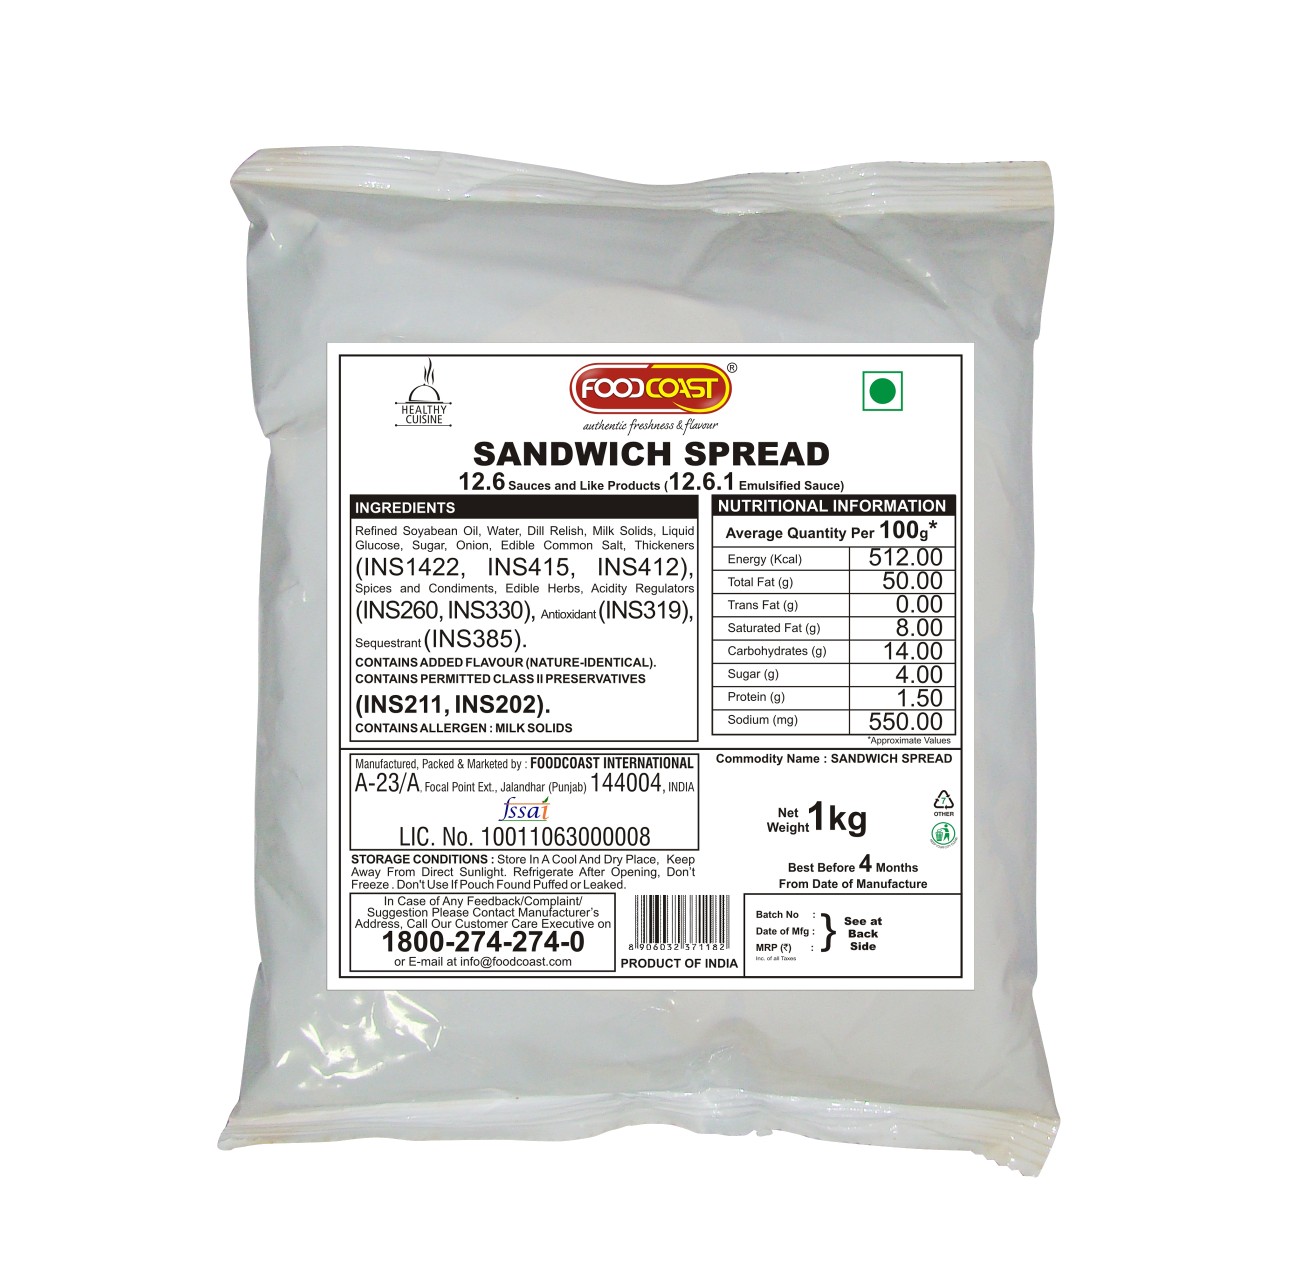 HEALTHY
CUISINE
FOODCOAST®
authentic freshness & flavour
SANDWICH SPREAD
12.6 Sauces and Like Products (12.6.1 Emulsified Sauce)
INGREDIENTS
Refined Soyabean Oil, Water, Dill Relish, Milk Solids, Liquid
Glucose, Sugar, Onion, Edible Common Salt, Thickeners
(INS1422, INS415, INS412),
Spices and Condiments, Edible Herbs, Acidity Regulators
(INS260, INS330), Antioxidant (INS319),
Sequestrant (INS385).
CONTAINS ADDED FLAVOUR (NATURE-IDENTICAL).
CONTAINS PERMITTED CLASS II PRESERVATIVES
(INS211, INS202).
CONTAINS ALLERGEN : MILK SOLIDS
NUTRITIONAL INFORMATION
Average Quantity Per 100g*
Energy (Kcal) 512.00
Total Fat (g) 50.00
Trans Fat (g) 0.00
Saturated Fat (g) 8.00
Carbohydrates (g) 14.00
Sugar (g) 4.00
Protein (g) 1.50
Sodium (mg) 550.00
*Approximate Values
Manufactured, Packed & Marketed by : FOODCOAST INTERNATIONAL
A-23/A, Focal Point Ext., Jalandhar (Punjab) 144004, INDIA
fssai
LIC. No. 10011063000008
STORAGE CONDITIONS : Store In A Cool And Dry Place, Keep
Away From Direct Sunlight. Refrigerate After Opening, Don't
Freeze . Don't Use If Pouch Found Puffed or Leaked.
In Case of Any Feedback/Complaint/
Suggestion Please Contact Manufacturer's
Address, Call Our Customer Care Executive on
1800-274-274-0
or E-mail at info@foodcoast.com
8 906032 371182
PRODUCT OF INDIA
Commodity Name : SANDWICH SPREAD
Net
Weight 1kg
7
OTHER
Best Before 4 Months
From Date of Manufacture
Batch No :
Date of Mfg :
MRP (₹) :
Inc. of all Taxes
See at
Back
Side